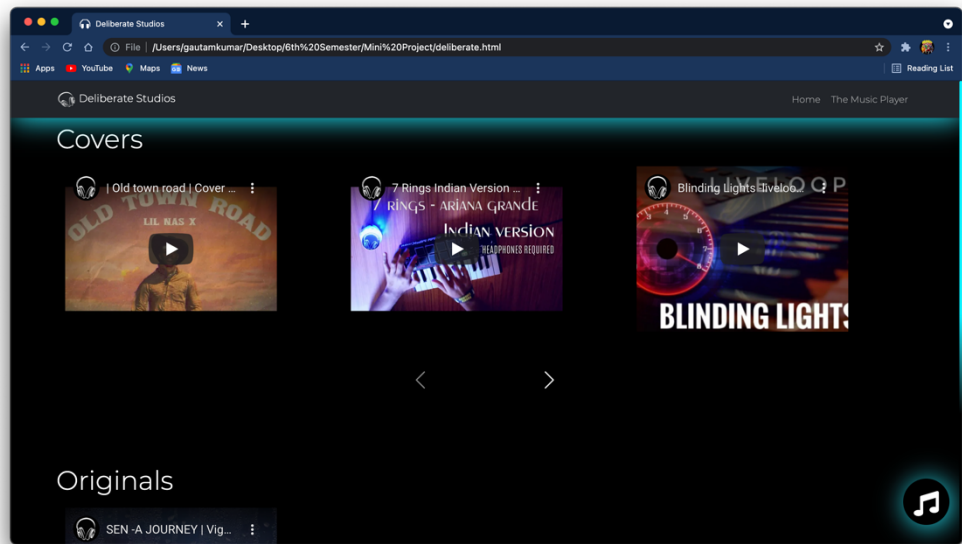 Deliberate Studios
File | /Users/gautamkumar/Desktop/6th%20Semester/Mini%20Project/deliberate.html
Apps YouTube Maps GB News Reading List
Deliberate Studios Home The Music Player
Covers
| Old town road | Cover ...
OLD TOWN ROAD
LIL NAS X
7 Rings Indian Version ...
7 RINGS - ARIANA GRANDE
INDIAN VERSION
HEADPHONES REQUIRED
Blinding Lights -liveloo...
LIVELOOP
BLINDING LIGHTS
Originals
SEN -A JOURNEY | Vig...